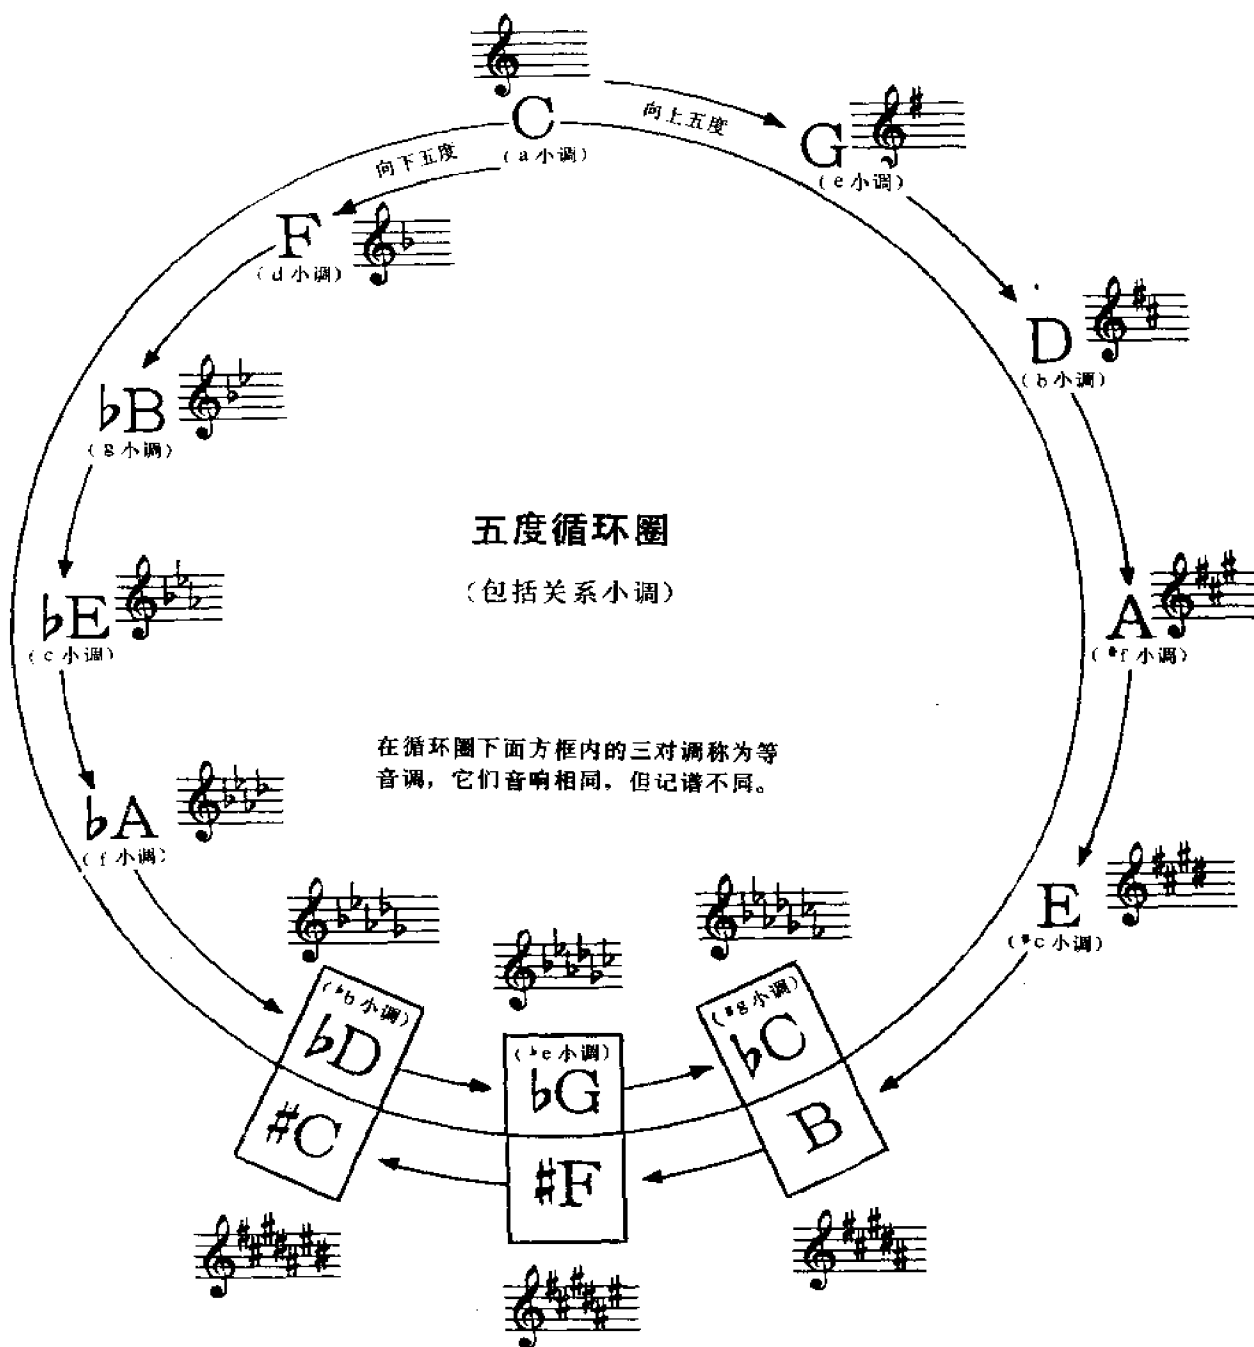 C
(a小调)
向上五度
G
(e小调)
向下五度
F
(d小调)
D
(b小调)
♭B
(g小调)
五度循环圈
(包括关系小调)
♭E
(c小调)
A
(♯f小调)
在循环圈下面方框内的三对调称为等
音调，它们音响相同，但记谱不同。
♭A
(f小调)
E
(♯c小调)
(♭b小调)
♭D
♯C
(♭e小调)
♭G
♯F
(♯g小调)
♭C
B